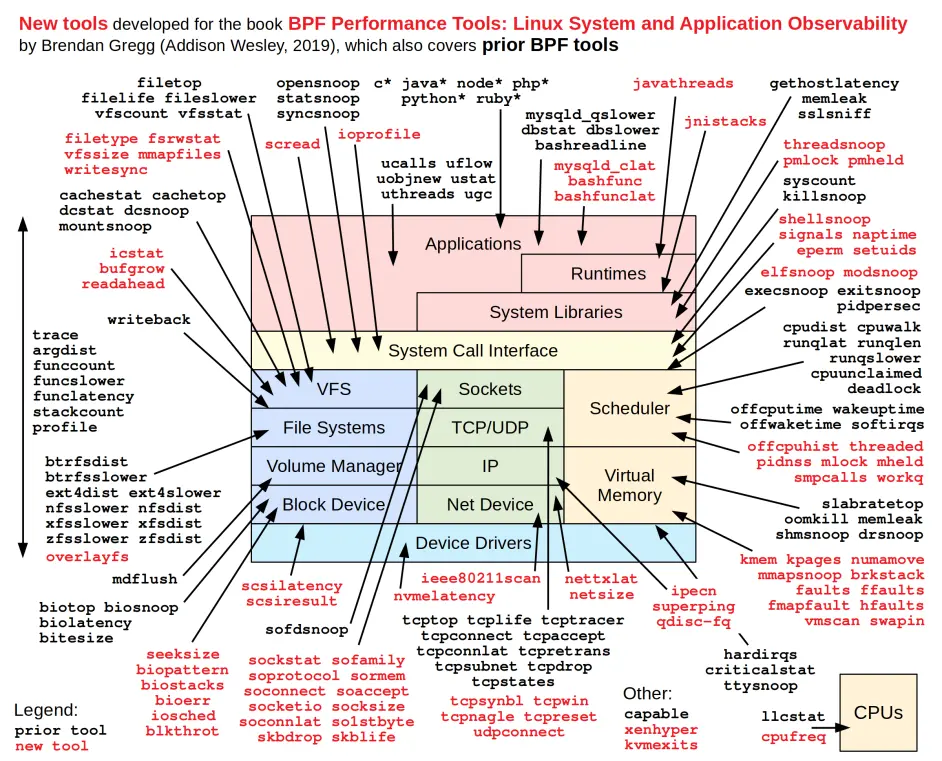 New tools developed for the book BPF Performance Tools: Linux System and Application Observability
by Brendan Gregg (Addison Wesley, 2019), which also covers prior BPF tools
filetop
filelife fileslower
vfscount vfsstat
filetype fsrwstat
vfssize mmapfiles
writesync
cachestat cachetop
dcstat dcsnoop
mountsnoop
icstat
bufgrow
readahead
writeback
trace
argdist
funccount
funcslower
funclatency
stackcount
profile
btrfsdist
btrfsslower
ext4dist ext4slower
nfsslower nfsdist
xfsslower xfsdist
zfsslower zfsdist
overlayfs
mdflush
biotop biosnoop
biolatency
bitesize
seeksize
biopattern
biostacks
bioerr
iosched
blkthrot
Legend:
prior tool
new tool
opensnoop
statsnoop
syncsnoop
scread
ioprofile
c* java* node* php*
python* ruby*
ucalls uflow
uobjnew ustat
uthreads ugc
mysqld_qslower
dbstat dbslower
bashreadline
mysqld_clat
bashfunc
bashfunclat
javathreads
jnistacks
gethostlatency
memleak
sslsniff
threadsnoop
pmlock pmheld
syscount
killsnoop
shellsnoop
signals naptime
eperm setuids
elfsnoop modsnoop
execsnoop exitsnoop
pidpersec
cpudist cpuwalk
runqlat runqlen
runqslower
cpuunclaimed
deadlock
offcputime wakeuptime
offwaketime softirqs
offcpuhist threaded
pidnss mlock mheld
smpcalls workq
slabratetop
oomkill memleak
shmsnoop drsnoop
kmem kpages numamove
mmapsnoop brkstack
faults ffaults
fmapfault hfaults
vmscan swapin
Applications
Runtimes
System Libraries
System Call Interface
VFS
Sockets
Scheduler
File Systems
TCP/UDP
Volume Manager
IP
Virtual
Memory
Block Device
Net Device
Device Drivers
scsilatency
scsiresult
nvmelatency
ieee80211scan
nettxlat
netsize
ipecn
superping
qdisc-fq
sofdsnoop
sockstat sofamily
soprotocol sormem
soconnect soaccept
socketio socksize
soconnlat so1stbyte
skbdrop skblife
tcptop tcplife tcptracer
tcpconnect tcpaccept
tcpconnlat tcpretrans
tcpsubnet tcpdrop
tcpstates
tcpsynbl tcpwin
tcpnagle tcpreset
udpconnect
hardirqs
criticalstat
ttysnoop
Other:
capable
xenhyper
kvmexits
llcstat
cpufreq
CPUs